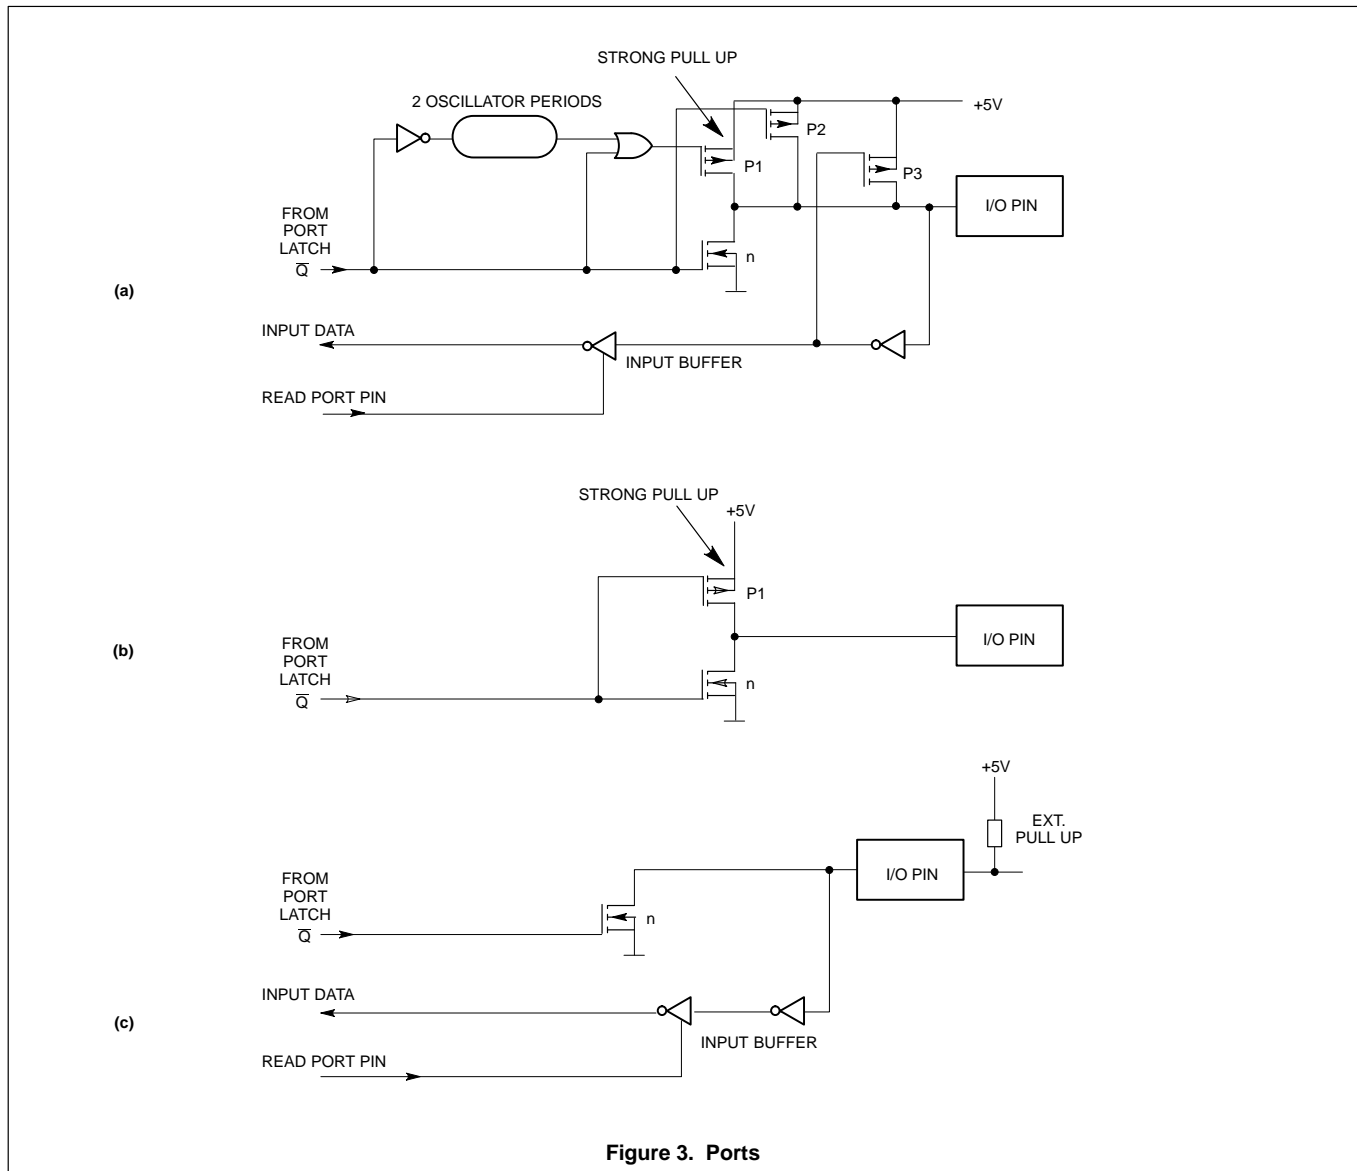 STRONG PULL UP
2 OSCILLATOR PERIODS
+5V
P2
P1
P3
I/O PIN
FROM
PORT
LATCH
Q̅
n
(a)
INPUT DATA
INPUT BUFFER
READ PORT PIN
STRONG PULL UP
+5V
P1
I/O PIN
(b)
FROM
PORT
LATCH
Q̅
n
+5V
EXT.
PULL UP
I/O PIN
FROM
PORT
LATCH
Q̅
n
INPUT DATA
(c)
INPUT BUFFER
READ PORT PIN
Figure 3. Ports